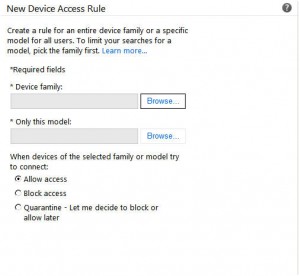 New Device Access Rule
?
Create a rule for an entire device family or a specific
model for all users. To limit your searches for a
model, pick the family first. Learn more...
*Required fields
* Device family:
Browse...
* Only this model:
Browse...
When devices of the selected family or model try
to connect:
Allow access
Block access
Quarantine - Let me decide to block or
allow later